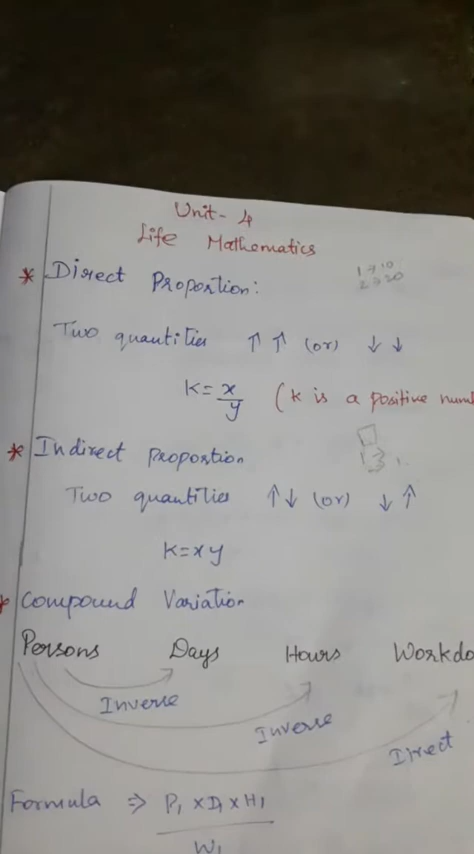 Unit - 4
Life Mathematics
* Direct Proportion:
Two quantities ↑ ↑ (or) ↓ ↓
K = x/y (k is a positive num
* Indirect proportion
Two quantities ↑↓ (or) ↓ ↑
K = xy
* Compound Variation
Persons Days Hours Workdo
Inverse
Inverse
Direct
Formula ⇒ P1 × D1 × H1
W1